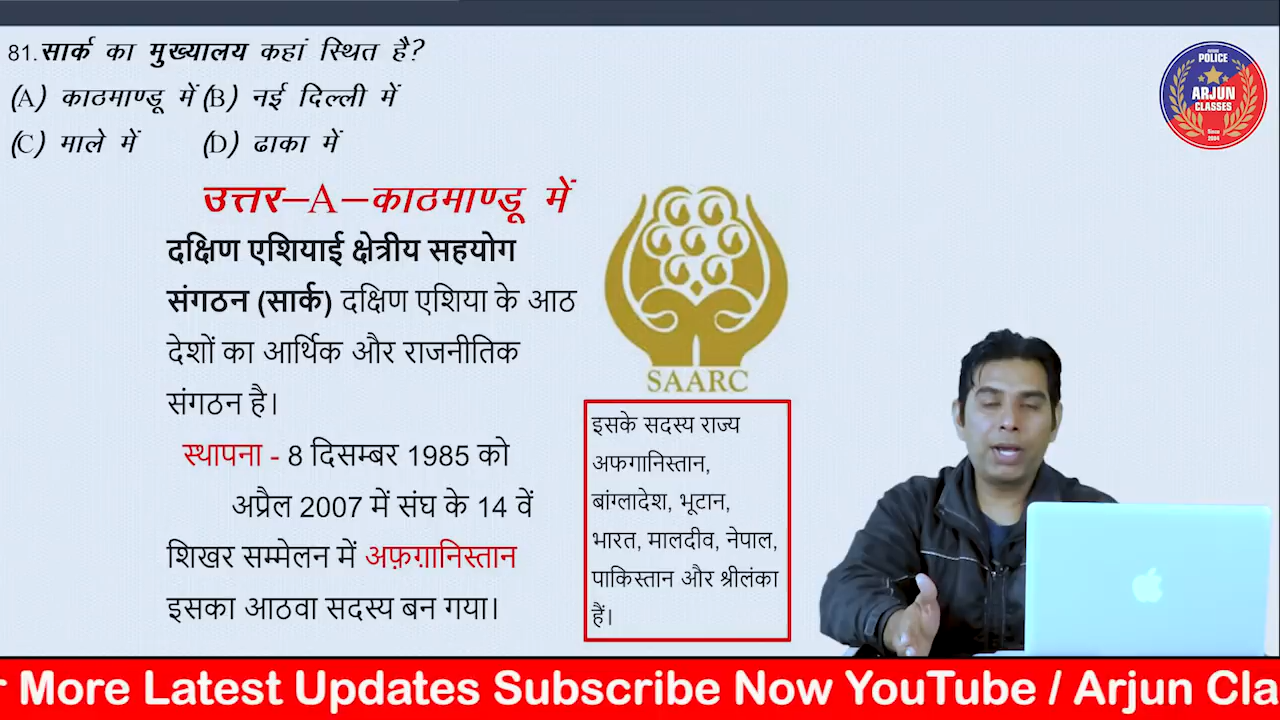 81.सार्क का मुख्यालय कहां स्थित है?
(A) काठमाण्डू में (B) नई दिल्ली में
(C) माले में (D) ढाका में
उत्तर–A–काठमाण्डू में
दक्षिण एशियाई क्षेत्रीय सहयोग
संगठन (सार्क) दक्षिण एशिया के आठ
देशों का आर्थिक और राजनीतिक
संगठन है।
स्थापना - 8 दिसम्बर 1985 को
अप्रैल 2007 में संघ के 14 वें
शिखर सम्मेलन में अफ़ग़ानिस्तान
इसका आठवा सदस्य बन गया।
SAARC
इसके सदस्य राज्य
अफगानिस्तान,
बांग्लादेश, भूटान,
भारत, मालदीव, नेपाल,
पाकिस्तान और श्रीलंका
हैं।
POLICE
ARJUN
CLASSES
Since
2004
r More Latest Updates Subscribe Now YouTube / Arjun Cla